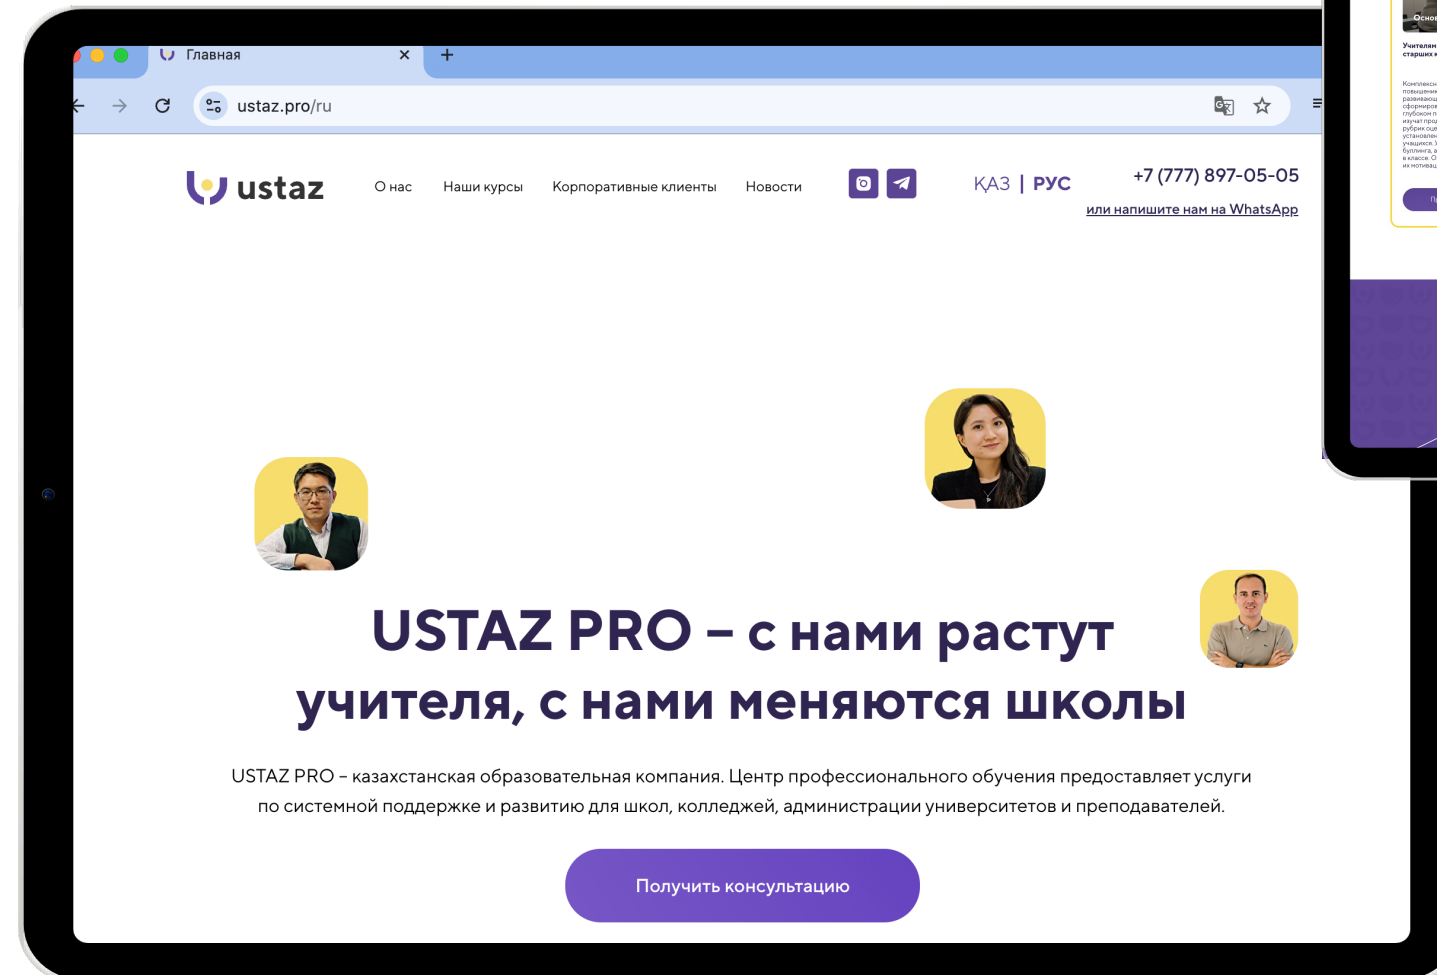 Главная
ustaz.pro/ru
ustaz
О нас
Наши курсы
Корпоративные клиенты
Новости
ҚАЗ | РУС
+7 (777) 897-05-05
или напишите нам на WhatsApp
USTAZ PRO – с нами растут
учителя, с нами меняются школы
USTAZ PRO – казахстанская образовательная компания. Центр профессионального обучения предоставляет услуги
по системной поддержке и развитию для школ, колледжей, администрации университетов и преподавателей.
Получить консультацию
Учителям
старших